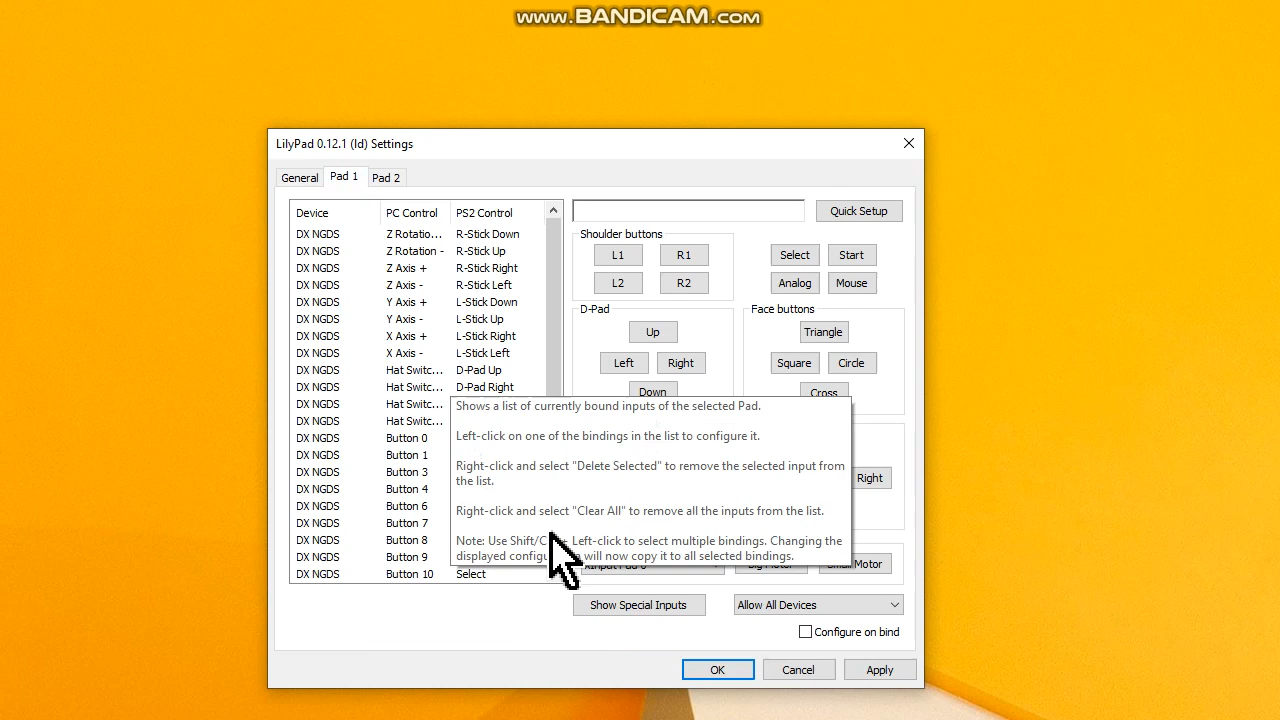 www.BANDICAM.com
LilyPad 0.12.1 (ld) Settings
General Pad 1 Pad 2
Device PC Control PS2 Control
DX NGDS Z Rotatio... R-Stick Down
DX NGDS Z Rotation - R-Stick Up
DX NGDS Z Axis + R-Stick Right
DX NGDS Z Axis - R-Stick Left
DX NGDS Y Axis + L-Stick Down
DX NGDS Y Axis - L-Stick Up
DX NGDS X Axis + L-Stick Right
DX NGDS X Axis - L-Stick Left
DX NGDS Hat Switc... D-Pad Up
DX NGDS Hat Switc... D-Pad Right
DX NGDS Hat Switc...
DX NGDS Hat Switc...
DX NGDS Button 0
DX NGDS Button 1
DX NGDS Button 3
DX NGDS Button 4
DX NGDS Button 6
DX NGDS Button 7
DX NGDS Button 8
DX NGDS Button 9
DX NGDS Button 10 Select
Quick Setup
Shoulder buttons
L1 R1
L2 R2
Select Start
Analog Mouse
D-Pad
Up
Left Right
Down
Face buttons
Triangle
Square Circle
Cross
Shows a list of currently bound inputs of the selected Pad.
Left-click on one of the bindings in the list to configure it.
Right-click and select "Delete Selected" to remove the selected input from
the list.
Right-click and select "Clear All" to remove all the inputs from the list.
Note: Use Shift/C + Left-click to select multiple bindings. Changing the
displayed config will now copy it to all selected bindings.
Right
Motor
Show Special Inputs Allow All Devices
Configure on bind
OK Cancel Apply